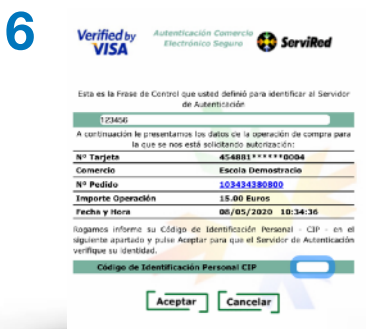 6
Verified by
VISA
Autenticación Comercio
Electrónico Seguro
ServiRed
Esta es la Frase de Control que usted definió para identificar al Servidor
de Autenticación
123456
A continuación le presentamos los datos de la operación de compra para
la que se nos está solicitando autorización:
Nº Tarjeta 454881******0004
Comercio Escola Demostracio
Nº Pedido 103434380800
Importe Operación 15.00 Euros
Fecha y Hora 08/05/2020 10:34:36
Rogamos informe su Código de Identificación Personal - CIP - en el
siguiente apartado y pulse Aceptar para que el Servidor de Autenticación
verifique su identidad.
Código de Identificación Personal CIP
Aceptar Cancelar